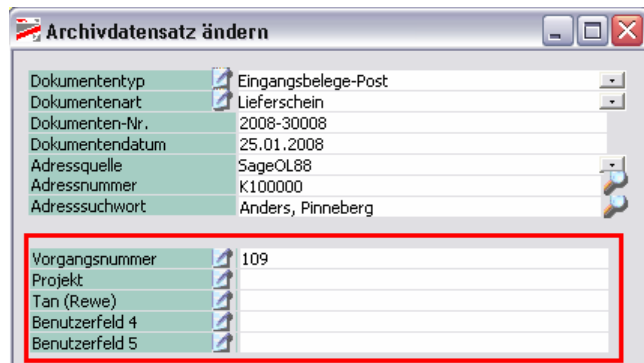 Archivdatensatz ändern
Dokumententyp Eingangsbelege-Post
Dokumentenart Lieferschein
Dokumenten-Nr. 2008-30008
Dokumentendatum 25.01.2008
Adressquelle SageOL88
Adressnummer K100000
Adresssuchwort Anders, Pinneberg
Vorgangsnummer 109
Projekt
Tan (Rewe)
Benutzerfeld 4
Benutzerfeld 5